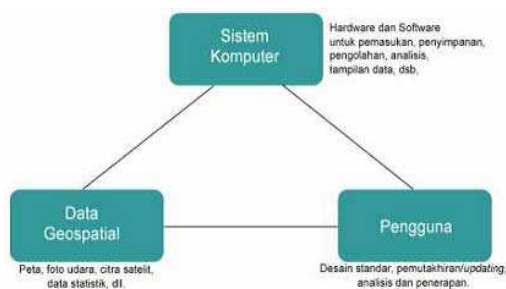 Sistem
Komputer
Hardware dan Software
untuk pemasukan, penyimpanan,
pengolahan, analisis,
tampilan data, dsb,
Data
Geospatial
Pengguna
Peta, foto udara, citra satelit,
data statistik, dll.
Desain standar, pemutakhiran/updating,
analisis dan penerapan.